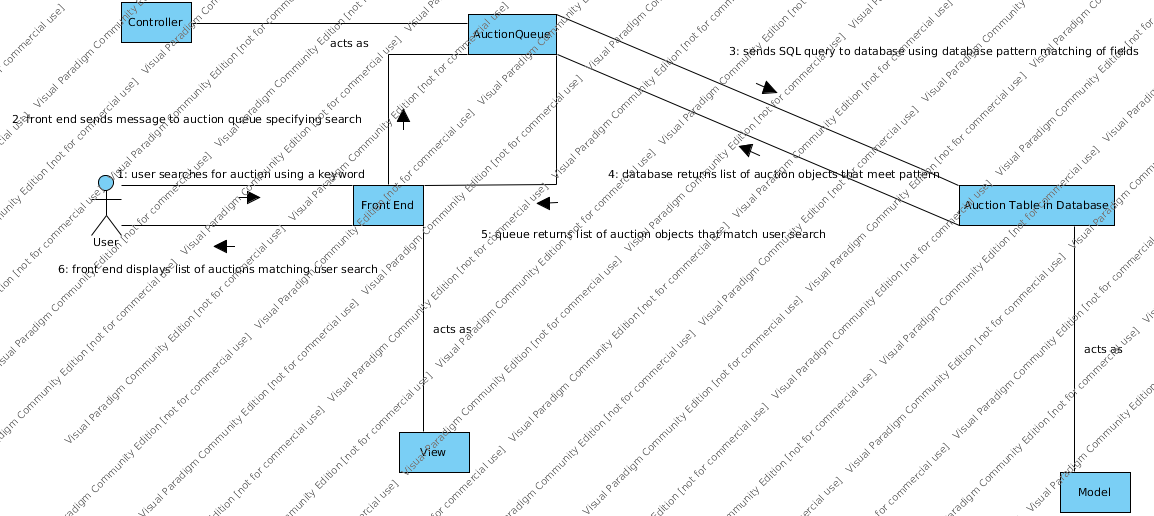 Controller
AuctionQueue
acts as
3: sends SQL query to database using database pattern matching of fields
2: front end sends message to auction queue specifying search
1: user searches for auction using a keyword
4: database returns list of auction objects that meet pattern
Front End
Auction Table in Database
User
5: queue returns list of auction objects that match user search
6: front end displays list of auctions matching user search
acts as
acts as
View
Model
Visual Paradigm Community Edition [not for commercial use]